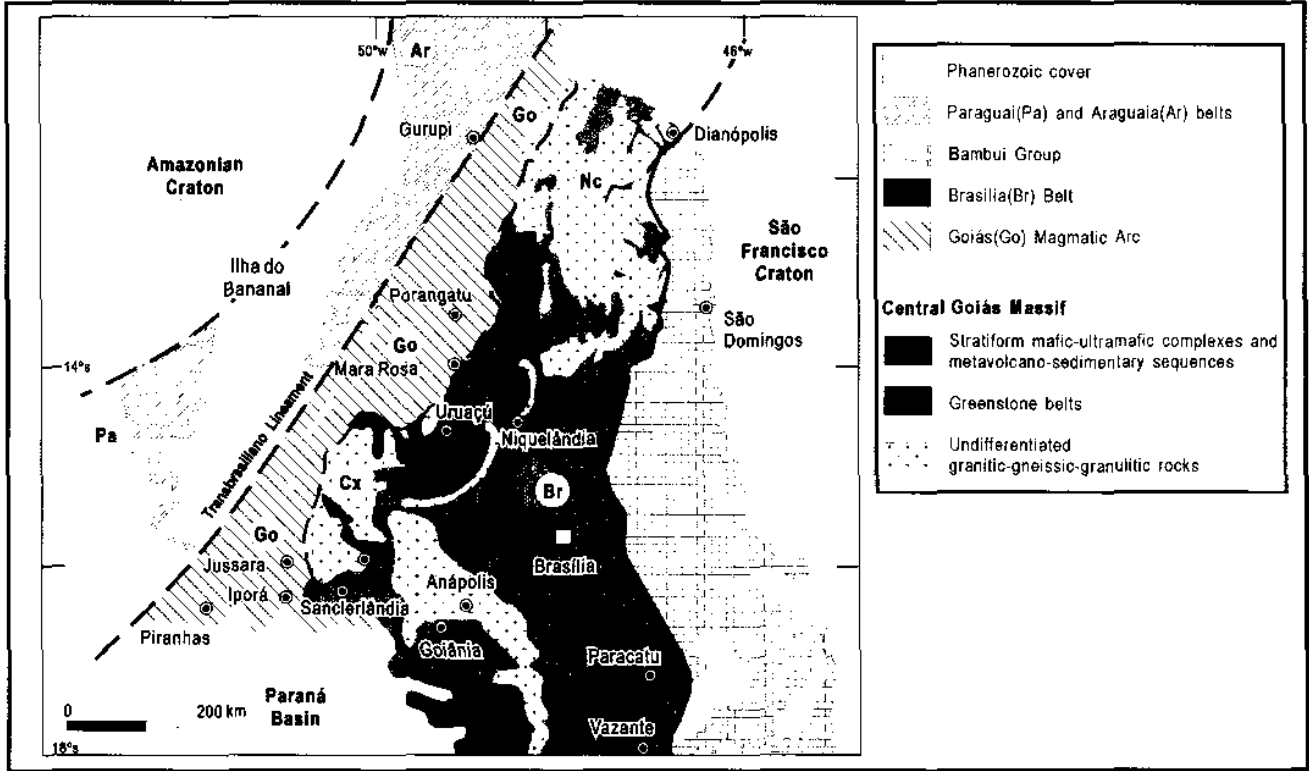 50°w
46°w
Ar
Go
Gurupi
Dianópolis
Amazonian
Craton
Nc
São
Francisco
Craton
Ilha do
Bananal
Porangatu
São
Domingos
Go
Mara Rosa
14°s
Transbrasiliano Lineament
Uruaçú
Niquelândia
Pa
Cx
Br
Go
Jussara
Brasília
Anápolis
Iporá
Sanclerlândia
Piranhas
Goiânia
Paracatu
0
200 km
Paraná
Basin
Vazante
18°s
Phanerozoic cover
Paraguai(Pa) and Araguaia(Ar) belts
Bambui Group
Brasília(Br) Belt
Goiás(Go) Magmatic Arc
Central Goiás Massif
Stratiform mafic-ultramafic complexes and
metavolcano-sedimentary sequences
Greenstone belts
Undifferentiated
granitic-gneissic-granulitic rocks